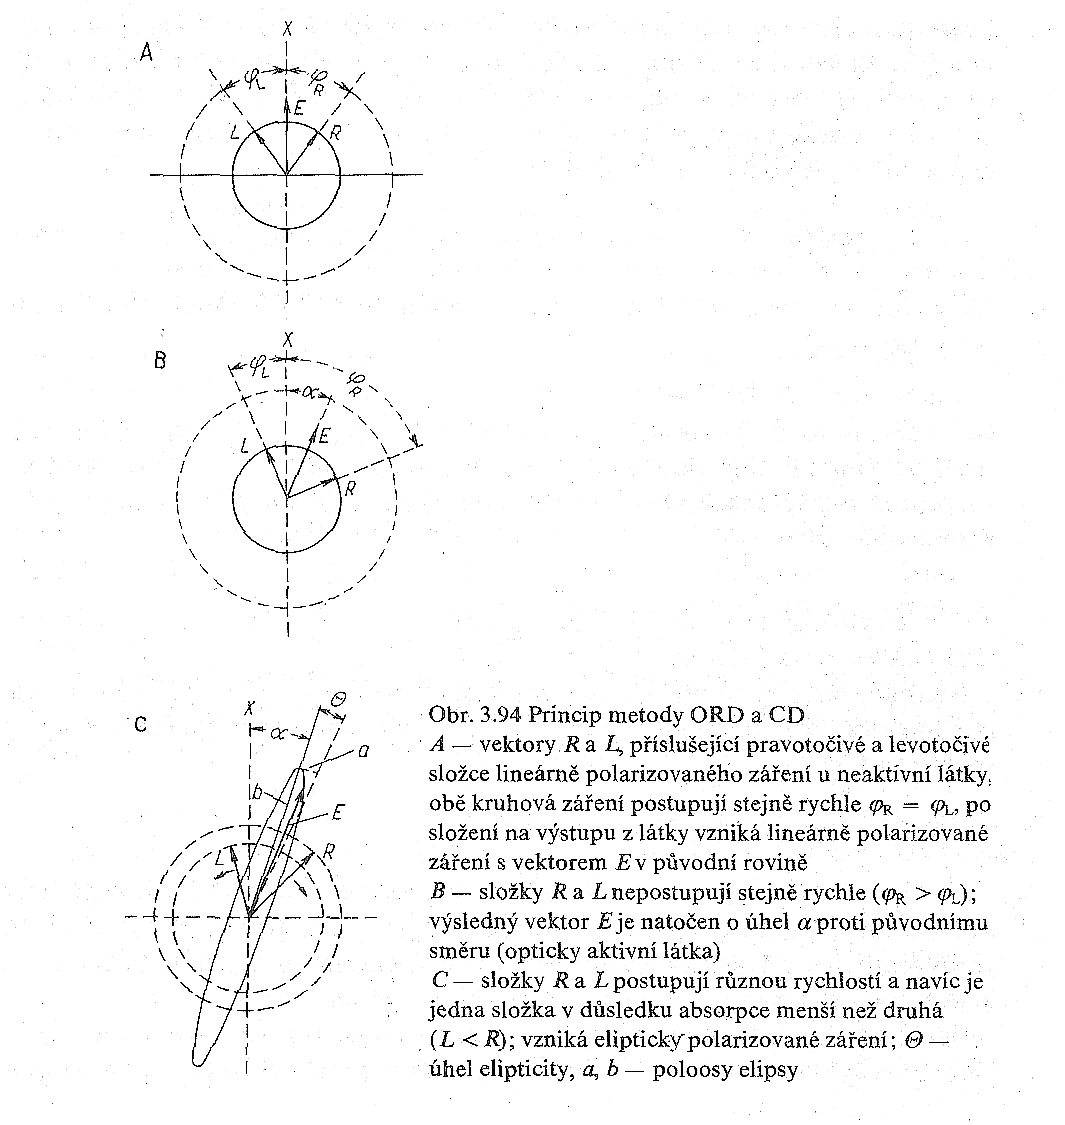 X
A
φL
φR
E
L
R
X
B
φL
φR
α
E
L
R
C
X
Θ
α
a
b
E
L
R
Obr. 3.94 Princip metody ORD a CD
A — vektory R a L, příslušející pravotočivé a levotočivé
složce lineárně polarizovaného záření u neaktivní látky,
obě kruhová záření postupují stejně rychle φR = φL, po
složení na výstupu z látky vzniká lineárně polarizované
záření s vektorem E v původní rovině
B — složky R a L nepostupují stejně rychle (φR > φL);
výsledný vektor E je natočen o úhel α proti původnímu
směru (opticky aktivní látka)
C — složky R a L postupují různou rychlostí a navíc je
jedna složka v důsledku absorpce menší než druhá
(L < R); vzniká elipticky polarizované záření; Θ —
úhel elipticity, a, b — poloosy elipsy